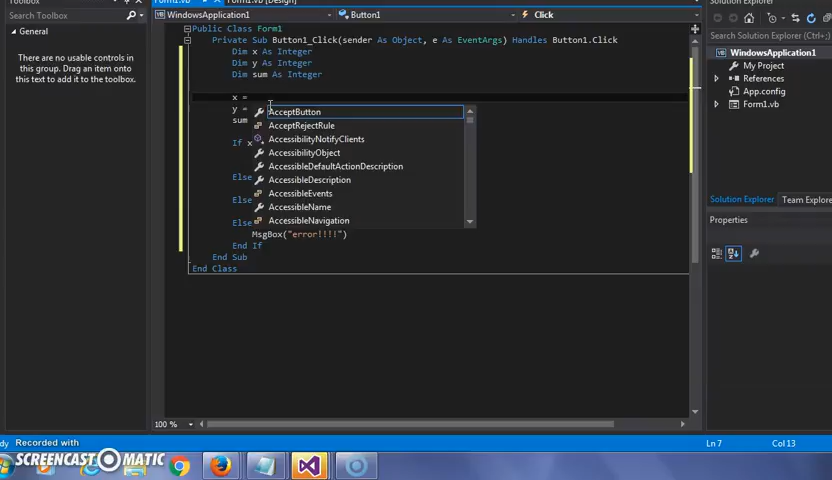 Toolbox
Form1.vb
Form1.vb [Design]
Solution Explorer
Search Toolbox
WindowsApplication1
Button1
Click
General
There are no usable controls in
this group. Drag an item onto
this text to add it to the toolbox.
Public Class Form1
Private Sub Button1_Click(sender As Object, e As EventArgs) Handles Button1.Click
Dim x As Integer
Dim y As Integer
Dim sum As Integer
x =
y =
sum
If x
Else
Else
Else
MsgBox("error!!!!")
End If
End Sub
End Class
AcceptButton
AcceptRejectRule
AccessibilityNotifyClients
AccessibilityObject
AccessibleDefaultActionDescription
AccessibleDescription
AccessibleEvents
AccessibleName
AccessibleNavigation
Search Solution Explorer (Ctrl+;)
WindowsApplication1
My Project
References
App.config
Form1.vb
Solution Explorer
Team Explorer
Properties
100 %
Ln 7
Col 13
Recorded with
SCREENCAST MATIC